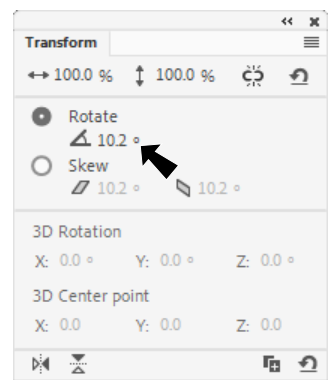 Transform
100.0 % 100.0 %
Rotate
10.2 °
Skew
10.2 ° 10.2 °
3D Rotation
X: 0.0 ° Y: 0.0 ° Z: 0.0 °
3D Center point
X: 0.0 Y: 0.0 Z: 0.0